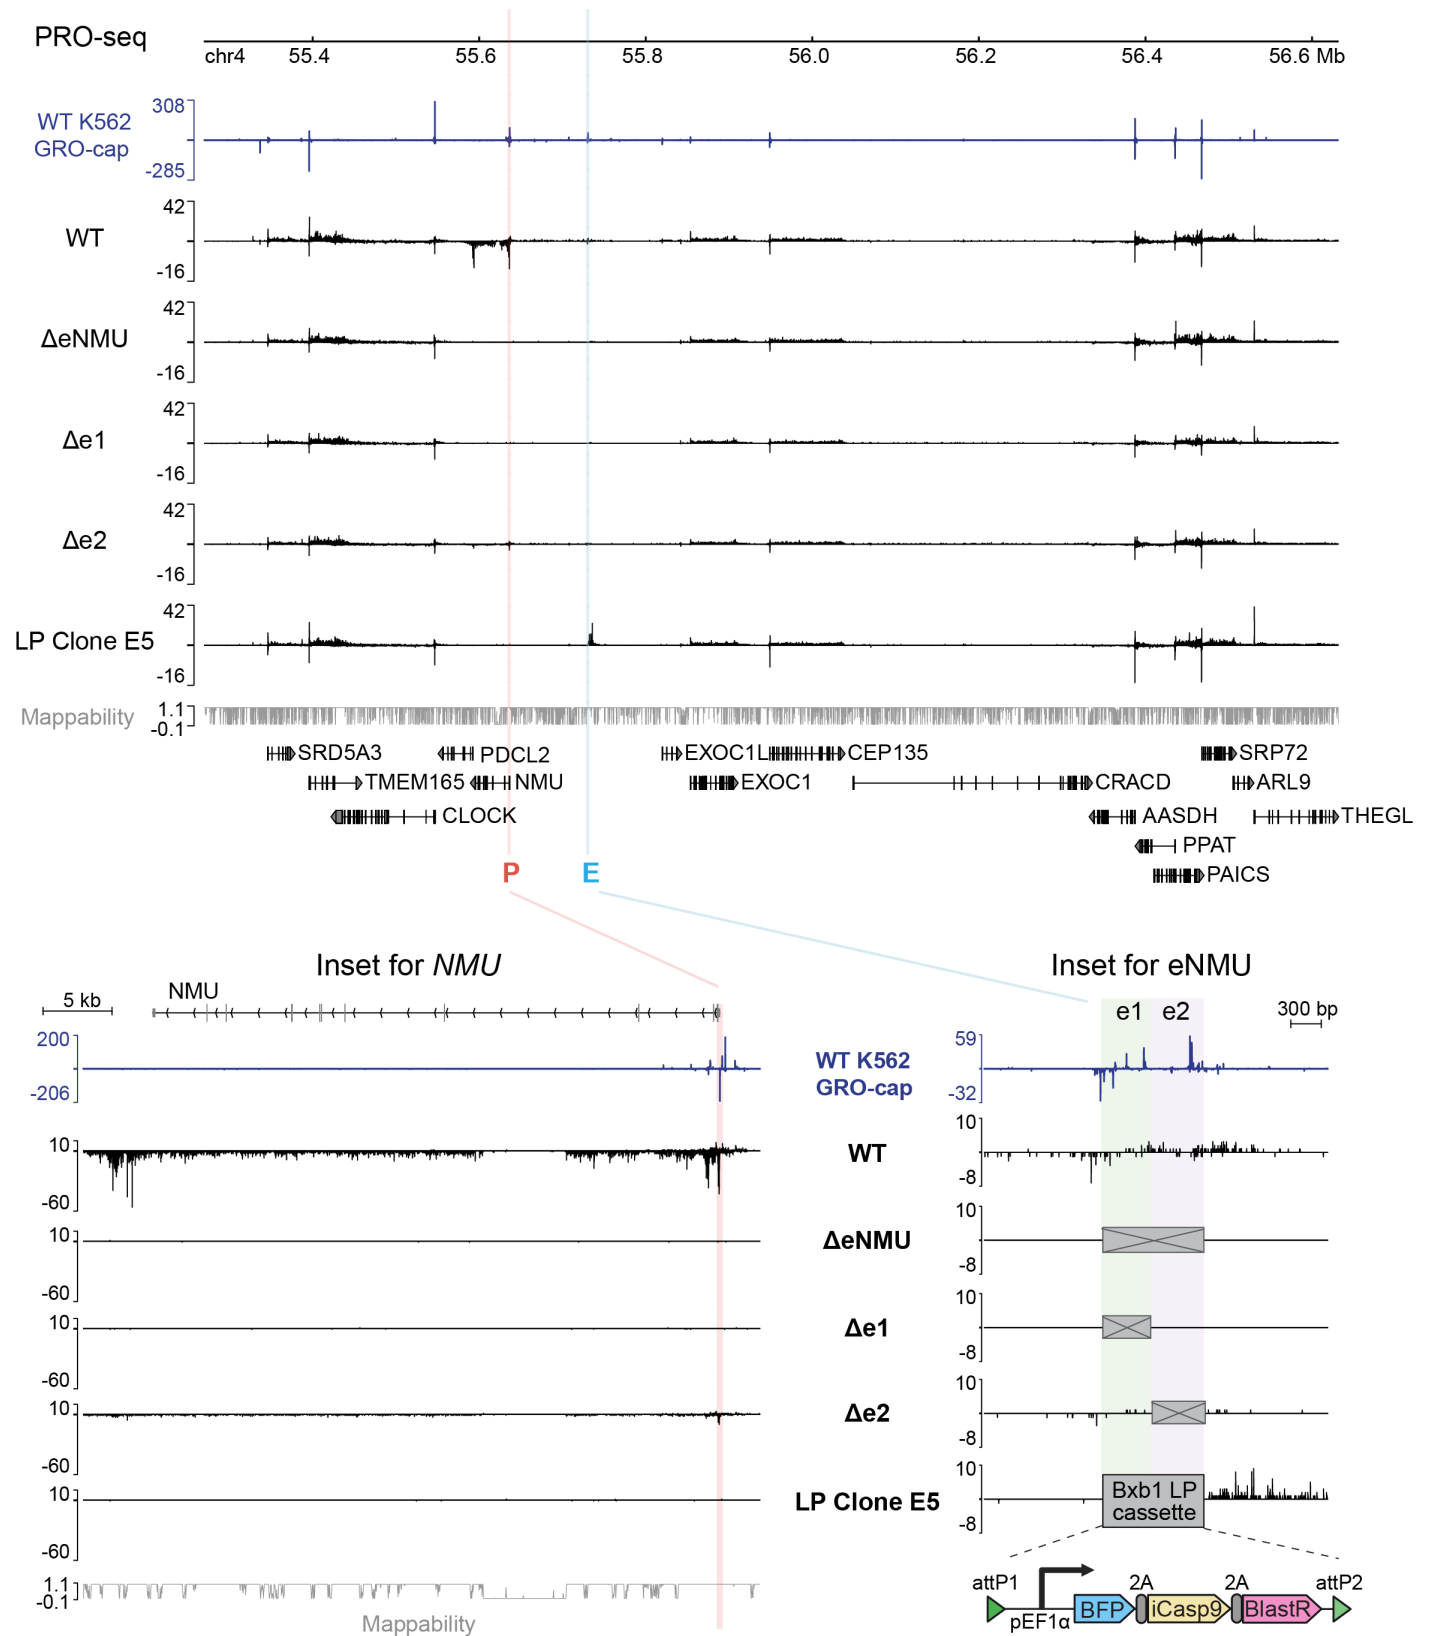 PRO-seq
chr4 55.4 55.6 55.8 56.0 56.2 56.4 56.6 Mb
WT K562
GRO-cap
308
-285
WT
42
-16
ΔeNMU
42
-16
Δe1
42
-16
Δe2
42
-16
LP Clone E5
42
-16
Mappability
1.1
-0.1
SRD5A3 PDCL2 EXOC1L CEP135 SRP72
TMEM165 NMU EXOC1 CRACD ARL9
CLOCK AASDH THEGL
PPAT
P E PAICS
Inset for NMU
5 kb
NMU
200
-206
10
-60
10
-60
10
-60
10
-60
10
-60
1.1
-0.1
Mappability
Inset for eNMU
e1 e2
300 bp
WT K562
GRO-cap
59
-32
WT
10
-8
ΔeNMU
10
-8
Δe1
10
-8
Δe2
10
-8
LP Clone E5
10
-8
Bxb1 LP
cassette
attP1 2A 2A attP2
BFP iCasp9 BlastR
pEF1α